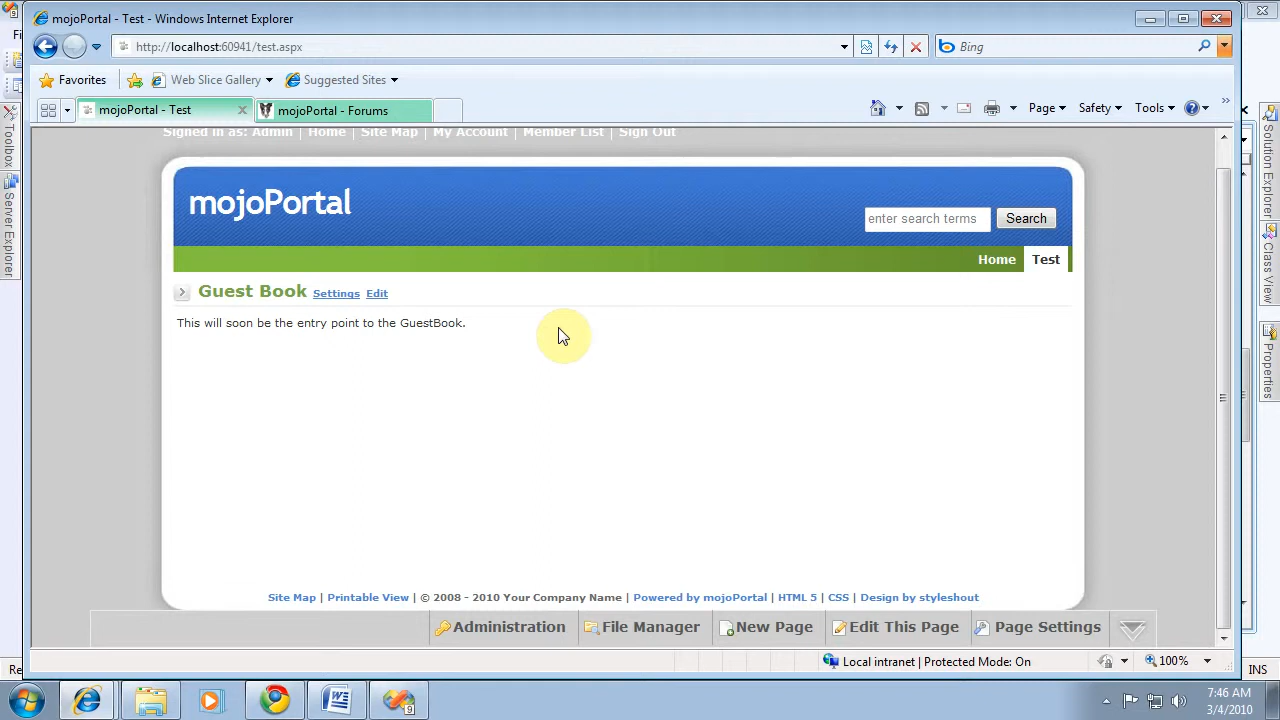 mojoPortal - Test - Windows Internet Explorer
http://localhost:60941/test.aspx
Bing
Favorites
Web Slice Gallery
Suggested Sites
mojoPortal - Test
mojoPortal - Forums
Page
Safety
Tools
Signed in as: Admin | Home | Site Map | My Account | Member List | Sign Out
mojoPortal
enter search terms
Search
Home
Test
Guest Book
Settings
Edit
This will soon be the entry point to the GuestBook.
Site Map | Printable View | © 2008 - 2010 Your Company Name | Powered by mojoPortal | HTML 5 | CSS | Design by styleshout
Administration
File Manager
New Page
Edit This Page
Page Settings
Local intranet | Protected Mode: On
100%
Toolbox
Server Explorer
Solution Explorer
Class View
Properties
Fi
Re
INS
9
9
7:46 AM
3/4/2010